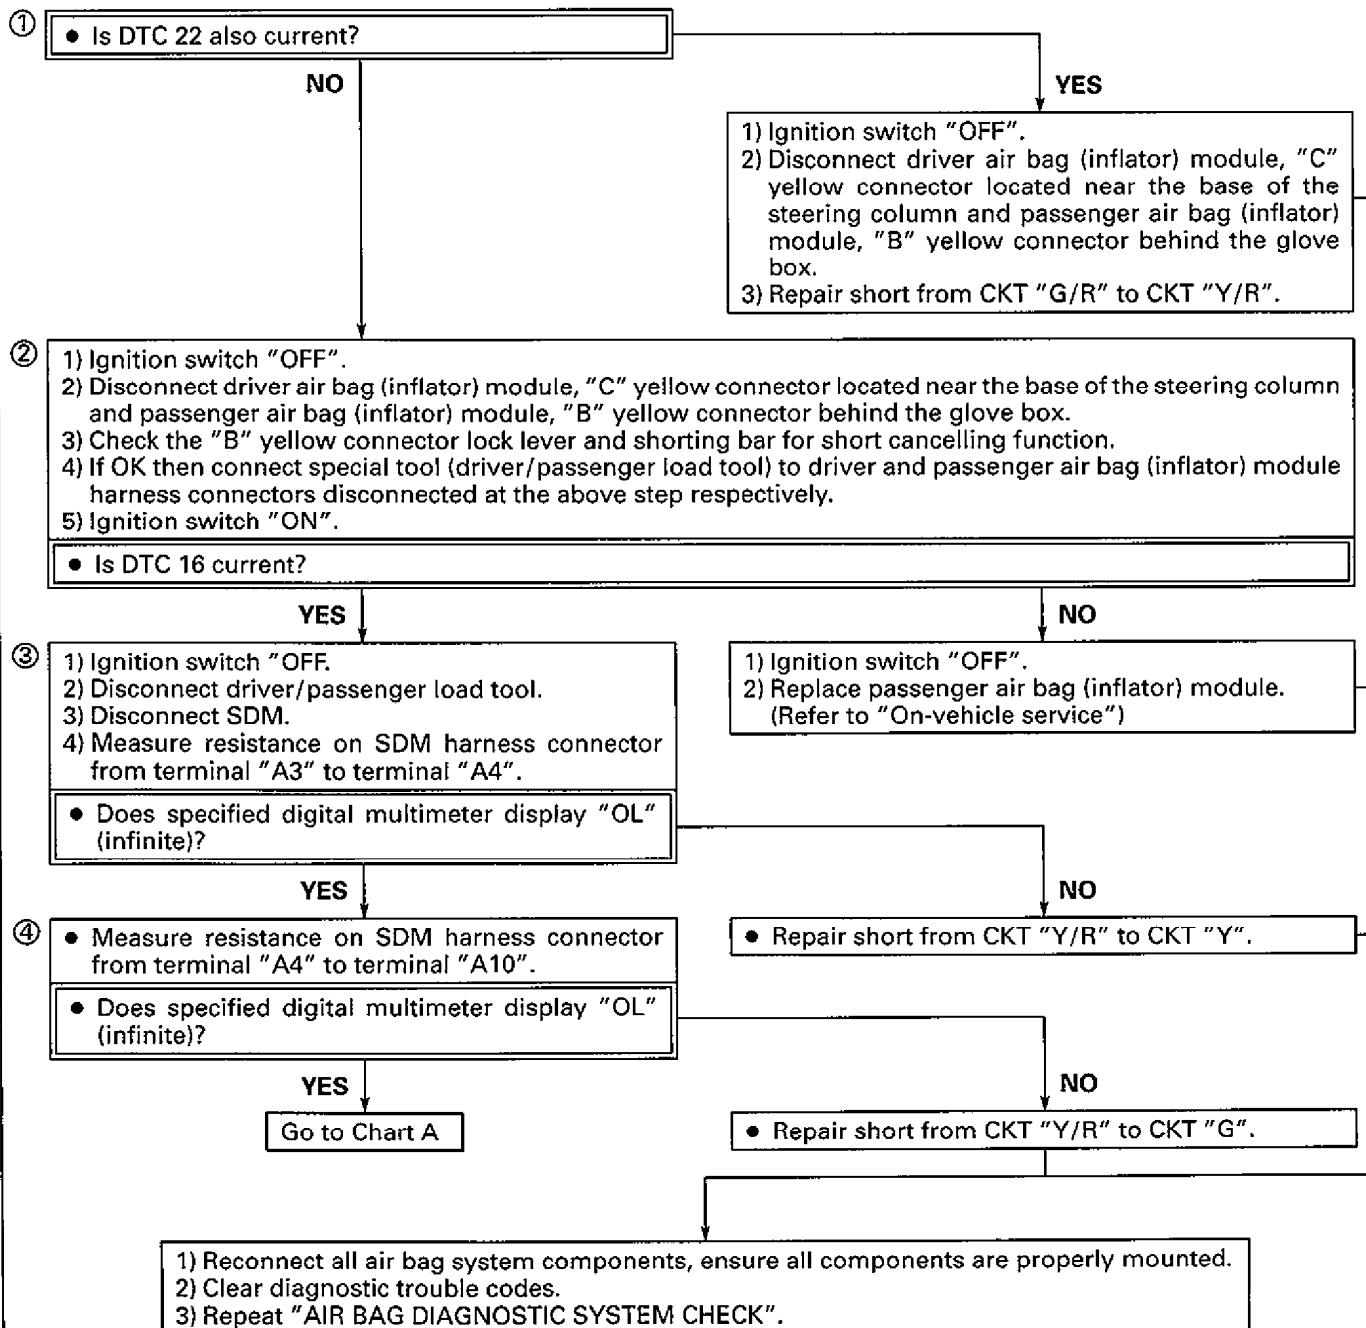 ① • Is DTC 22 also current?
NO
YES
1) Ignition switch "OFF".
2) Disconnect driver air bag (inflator) module, "C"
yellow connector located near the base of the
steering column and passenger air bag (inflator)
module, "B" yellow connector behind the glove
box.
3) Repair short from CKT "G/R" to CKT "Y/R".
② 1) Ignition switch "OFF".
2) Disconnect driver air bag (inflator) module, "C" yellow connector located near the base of the steering column
and passenger air bag (inflator) module, "B" yellow connector behind the glove box.
3) Check the "B" yellow connector lock lever and shorting bar for short cancelling function.
4) If OK then connect special tool (driver/passenger load tool) to driver and passenger air bag (inflator) module
harness connectors disconnected at the above step respectively.
5) Ignition switch "ON".
• Is DTC 16 current?
YES
NO
③ 1) Ignition switch "OFF.
2) Disconnect driver/passenger load tool.
3) Disconnect SDM.
4) Measure resistance on SDM harness connector
from terminal "A3" to terminal "A4".
• Does specified digital multimeter display "OL"
(infinite)?
1) Ignition switch "OFF".
2) Replace passenger air bag (inflator) module.
(Refer to "On-vehicle service")
YES
NO
④ • Measure resistance on SDM harness connector
from terminal "A4" to terminal "A10".
• Does specified digital multimeter display "OL"
(infinite)?
• Repair short from CKT "Y/R" to CKT "Y".
YES
NO
Go to Chart A
• Repair short from CKT "Y/R" to CKT "G".
1) Reconnect all air bag system components, ensure all components are properly mounted.
2) Clear diagnostic trouble codes.
3) Repeat "AIR BAG DIAGNOSTIC SYSTEM CHECK".